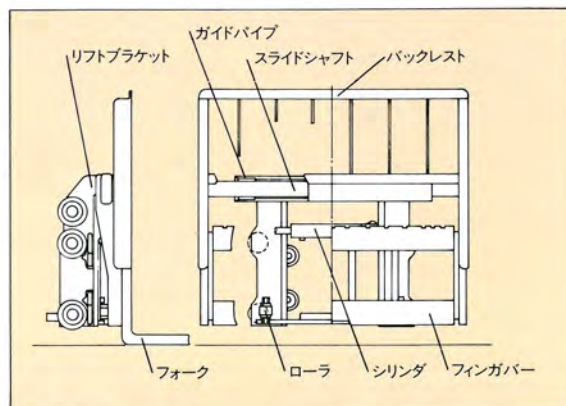 ガイドパイプ
リフトブラケット
スライドシャフト
バックレスト
フォーク
ローラ
シリンダ
フィンガバー